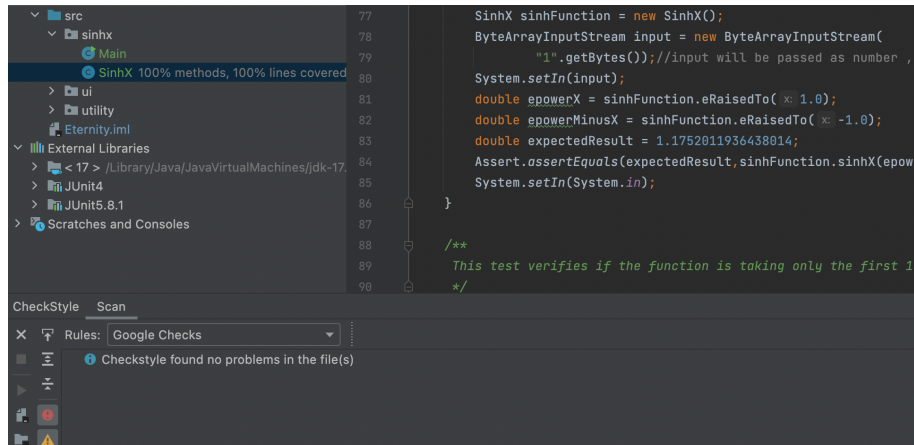 src
sinhx
Main
SinhX 100% methods, 100% lines covered
ui
utility
Eternity.iml
External Libraries
< 17 > /Library/Java/JavaVirtualMachines/jdk-17.
JUnit4
JUnit5.8.1
Scratches and Consoles
77 SinhX sinhFunction = new SinhX();
78 ByteArrayInputStream input = new ByteArrayInputStream(
79 "1".getBytes());//input will be passed as number ,
80 System.setIn(input);
81 double epowerX = sinhFunction.eRaisedTo( x: 1.0);
82 double epowerMinusX = sinhFunction.eRaisedTo( x: -1.0);
83 double expectedResult = 1.1752011936438014;
84 Assert.assertEquals(expectedResult,sinhFunction.sinhX(epow
85 System.setIn(System.in);
86 }
87
88 /**
89 This test verifies if the function is taking only the first 1
90 */
CheckStyle Scan
Rules: Google Checks
Checkstyle found no problems in the file(s)